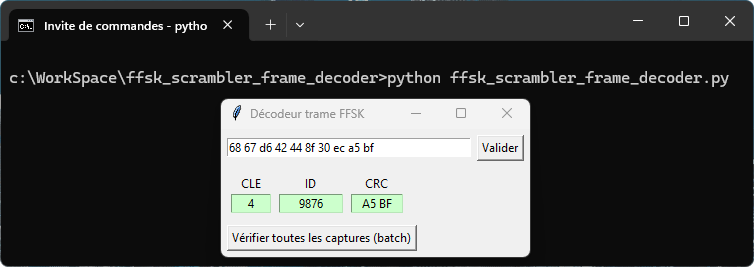 Invite de commandes - pytho
c:\WorkSpace\ffsk_scrambler_frame_decoder>python ffsk_scrambler_frame_decoder.py
Décodeur trame FFSK
68 67 d6 42 44 8f 30 ec a5 bf Valider
CLE ID CRC
4 9876 A5 BF
Vérifier toutes les captures (batch)